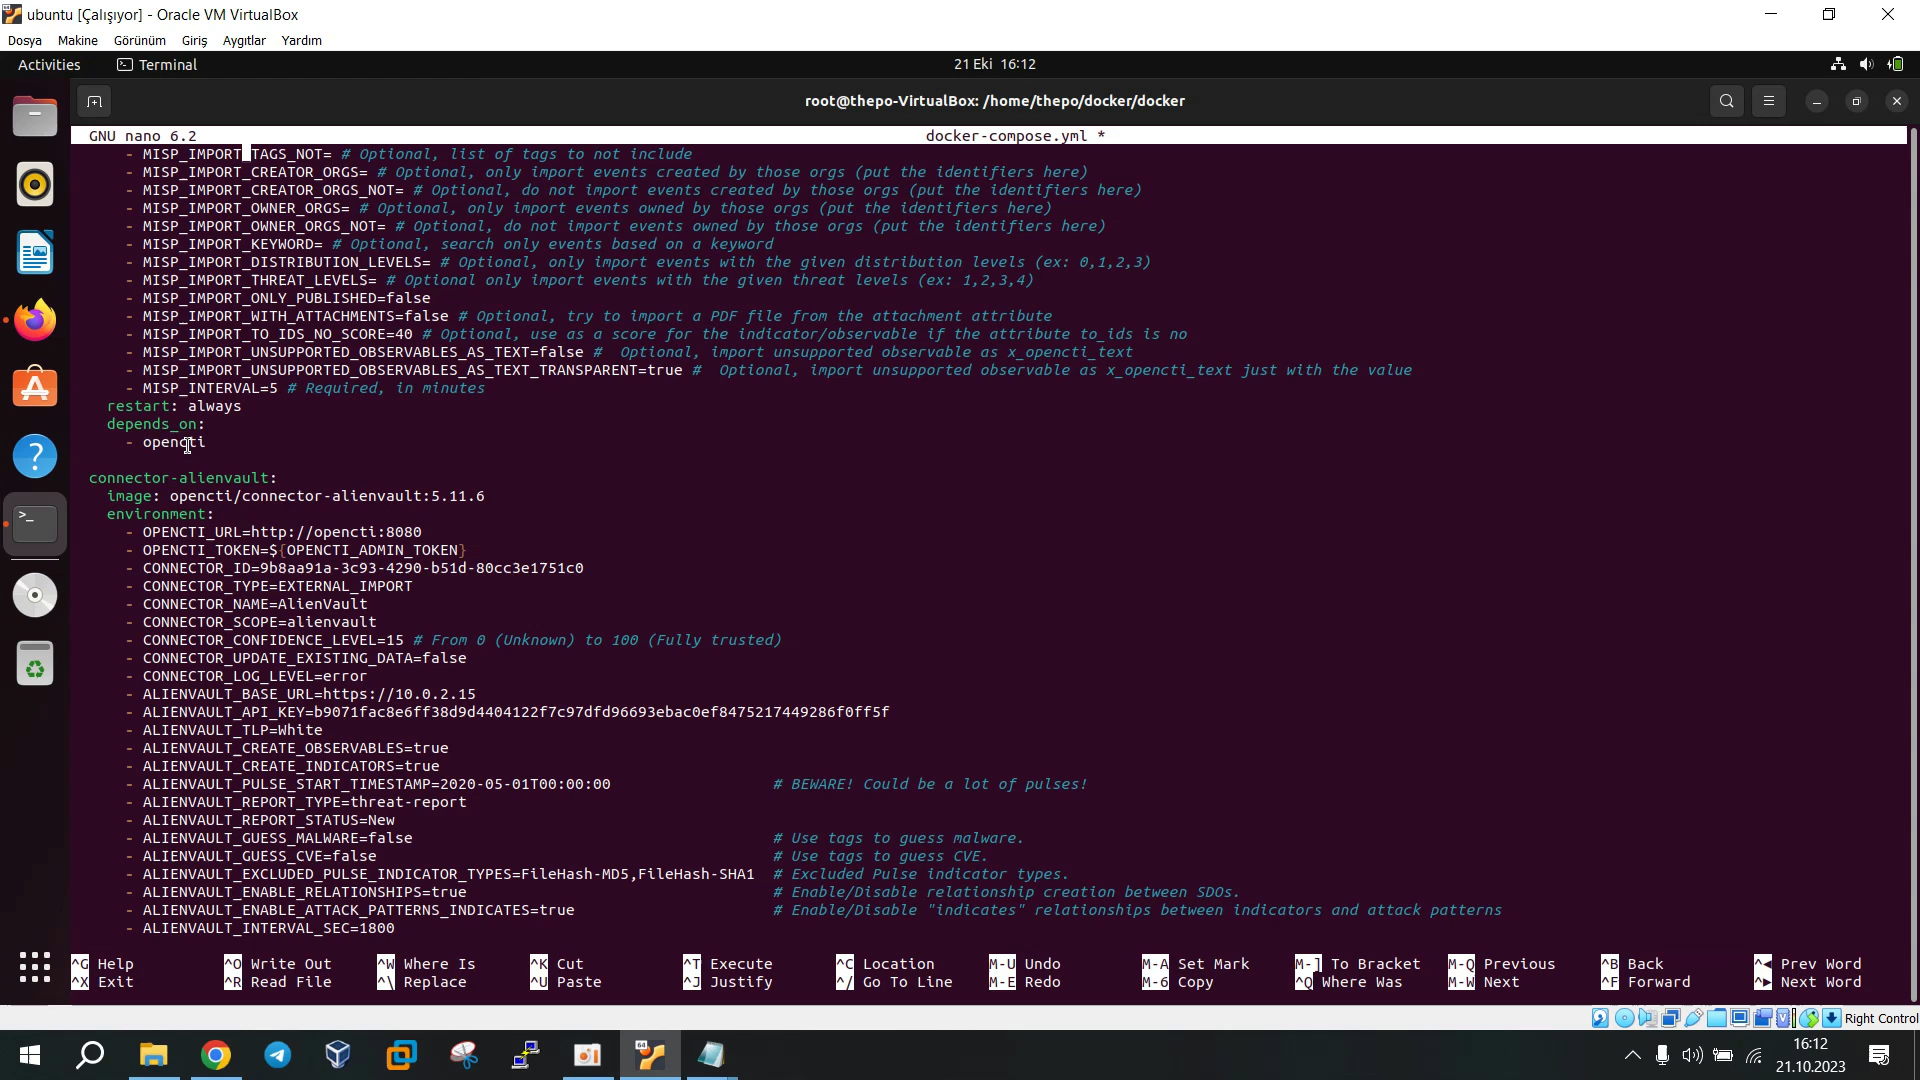 ubuntu [Çalışıyor] - Oracle VM VirtualBox
Dosya Makine Görünüm Giriş Aygıtlar Yardım
Activities Terminal 21 Eki 16:12
root@thepo-VirtualBox: /home/thepo/docker/docker
GNU nano 6.2 docker-compose.yml *
- MISP_IMPORT_TAGS_NOT= # Optional, list of tags to not include
- MISP_IMPORT_CREATOR_ORGS= # Optional, only import events created by those orgs (put the identifiers here)
- MISP_IMPORT_CREATOR_ORGS_NOT= # Optional, do not import events created by those orgs (put the identifiers here)
- MISP_IMPORT_OWNER_ORGS= # Optional, only import events owned by those orgs (put the identifiers here)
- MISP_IMPORT_OWNER_ORGS_NOT= # Optional, do not import events owned by those orgs (put the identifiers here)
- MISP_IMPORT_KEYWORD= # Optional, search only events based on a keyword
- MISP_IMPORT_DISTRIBUTION_LEVELS= # Optional, only import events with the given distribution levels (ex: 0,1,2,3)
- MISP_IMPORT_THREAT_LEVELS= # Optional only import events with the given threat levels (ex: 1,2,3,4)
- MISP_IMPORT_ONLY_PUBLISHED=false
- MISP_IMPORT_WITH_ATTACHMENTS=false # Optional, try to import a PDF file from the attachment attribute
- MISP_IMPORT_TO_IDS_NO_SCORE=40 # Optional, use as a score for the indicator/observable if the attribute to_ids is no
- MISP_IMPORT_UNSUPPORTED_OBSERVABLES_AS_TEXT=false #  Optional, import unsupported observable as x_opencti_text
- MISP_IMPORT_UNSUPPORTED_OBSERVABLES_AS_TEXT_TRANSPARENT=true #  Optional, import unsupported observable as x_opencti_text just with the value
- MISP_INTERVAL=5 # Required, in minutes
restart: always
depends_on:
- opencti
connector-alienvault:
image: opencti/connector-alienvault:5.11.6
environment:
- OPENCTI_URL=http://opencti:8080
- OPENCTI_TOKEN=${OPENCTI_ADMIN_TOKEN}
- CONNECTOR_ID=9b8aa91a-3c93-4290-b51d-80cc3e1751c0
- CONNECTOR_TYPE=EXTERNAL_IMPORT
- CONNECTOR_NAME=AlienVault
- CONNECTOR_SCOPE=alienvault
- CONNECTOR_CONFIDENCE_LEVEL=15 # From 0 (Unknown) to 100 (Fully trusted)
- CONNECTOR_UPDATE_EXISTING_DATA=false
- CONNECTOR_LOG_LEVEL=error
- ALIENVAULT_BASE_URL=https://10.0.2.15
- ALIENVAULT_API_KEY=b9071fac8e6ff38d9d4404122f7c97dfd96693ebac0ef8475217449286f0ff5f
- ALIENVAULT_TLP=White
- ALIENVAULT_CREATE_OBSERVABLES=true
- ALIENVAULT_CREATE_INDICATORS=true
- ALIENVAULT_PULSE_START_TIMESTAMP=2020-05-01T00:00:00 # BEWARE! Could be a lot of pulses!
- ALIENVAULT_REPORT_TYPE=threat-report
- ALIENVAULT_REPORT_STATUS=New
- ALIENVAULT_GUESS_MALWARE=false # Use tags to guess malware.
- ALIENVAULT_GUESS_CVE=false # Use tags to guess CVE.
- ALIENVAULT_EXCLUDED_PULSE_INDICATOR_TYPES=FileHash-MD5,FileHash-SHA1 # Excluded Pulse indicator types.
- ALIENVAULT_ENABLE_RELATIONSHIPS=true # Enable/Disable relationship creation between SDOs.
- ALIENVAULT_ENABLE_ATTACK_PATTERNS_INDICATES=true # Enable/Disable "indicates" relationships between indicators and attack patterns
- ALIENVAULT_INTERVAL_SEC=1800
^G Help ^O Write Out ^W Where Is ^K Cut ^T Execute ^C Location M-U Undo M-A Set Mark M-] To Bracket M-Q Previous ^B Back ^◂ Prev Word
^X Exit ^R Read File ^\ Replace ^U Paste ^J Justify ^/ Go To Line M-E Redo M-6 Copy ^Q Where Was M-W Next ^F Forward ^▸ Next Word
Right Control
16:12
21.10.2023